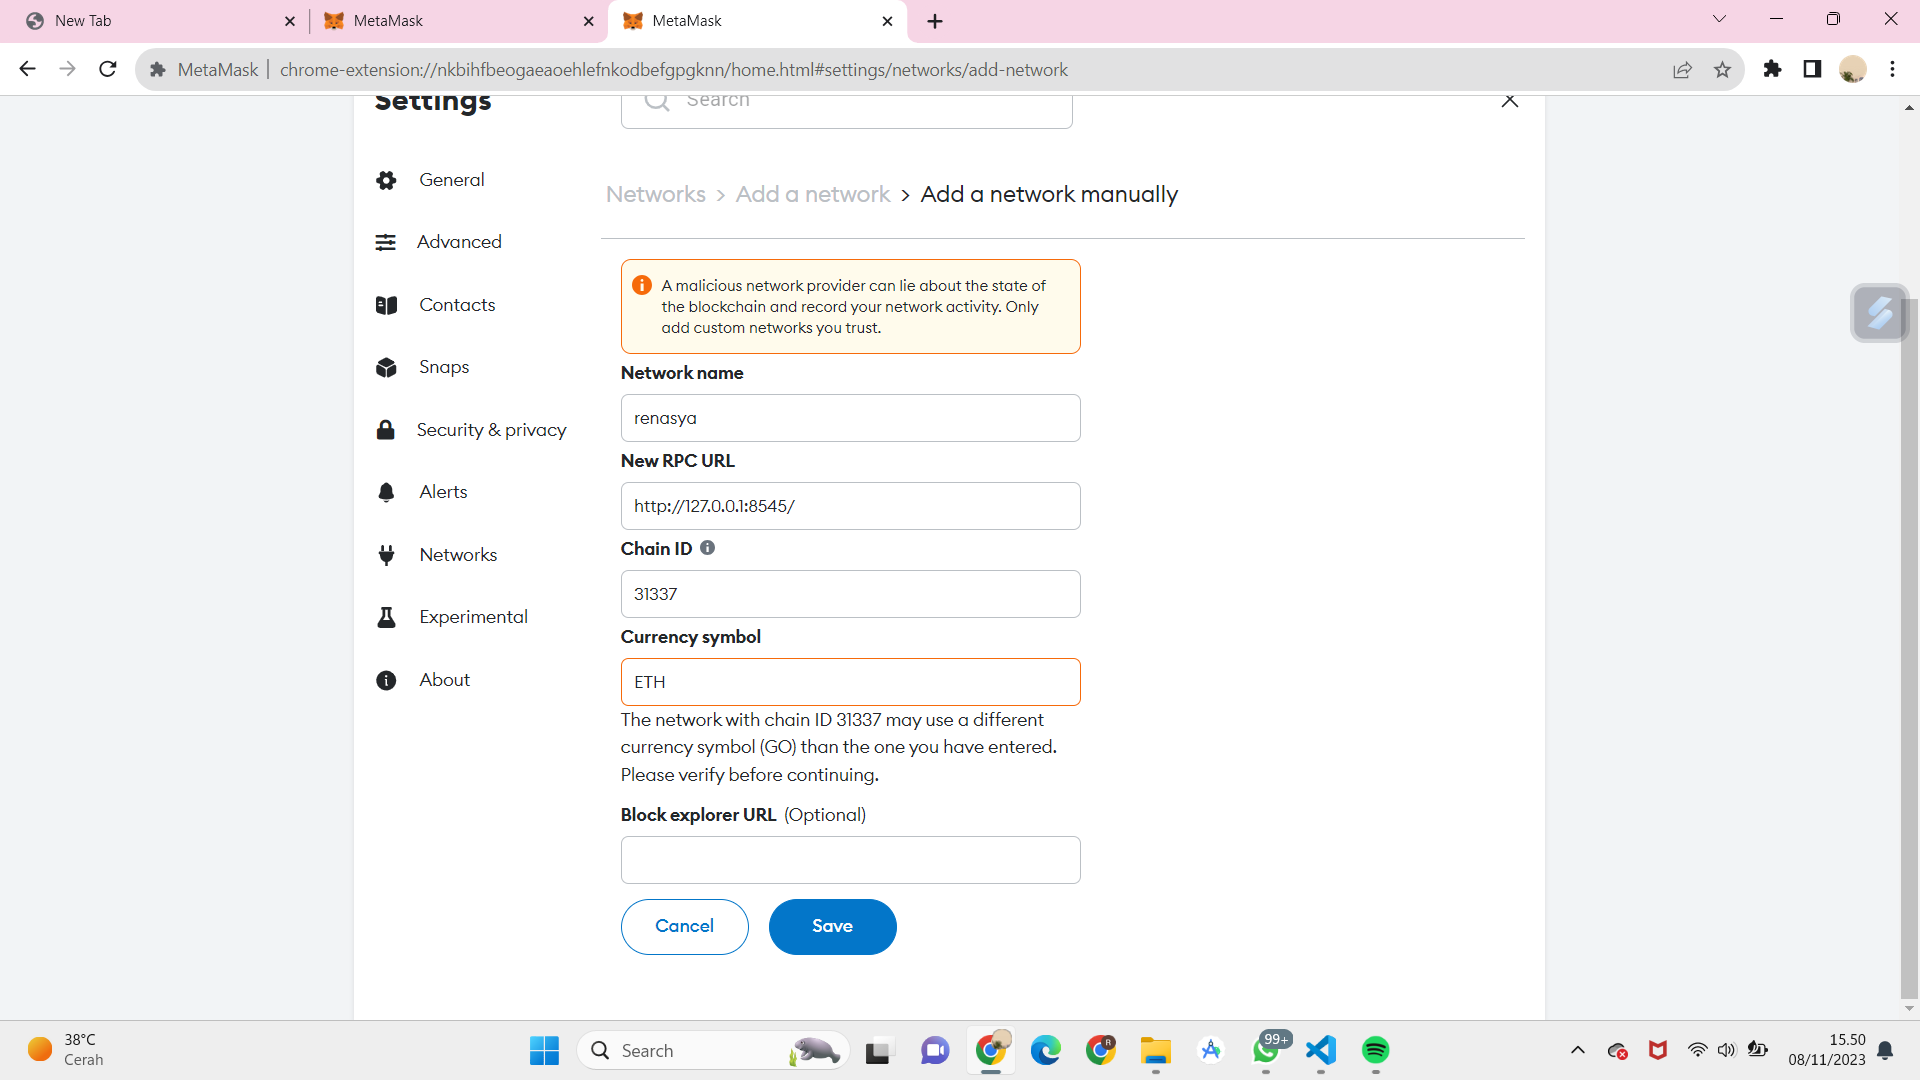 New Tab
MetaMask
MetaMask
MetaMask
chrome-extension://nkbihfbeogaeaoehlefnkodbefgpgknn/home.html#settings/networks/add-network
Settings
Search
General
Advanced
Contacts
Snaps
Security & privacy
Alerts
Networks
Experimental
About
Networks > Add a network > Add a network manually
A malicious network provider can lie about the state of
the blockchain and record your network activity. Only
add custom networks you trust.
Network name
renasya
New RPC URL
http://127.0.0.1:8545/
Chain ID
31337
Currency symbol
ETH
The network with chain ID 31337 may use a different
currency symbol (GO) than the one you have entered.
Please verify before continuing.
Block explorer URL (Optional)
Cancel
Save
38°C
Cerah
Search
R
99+
15.50
08/11/2023